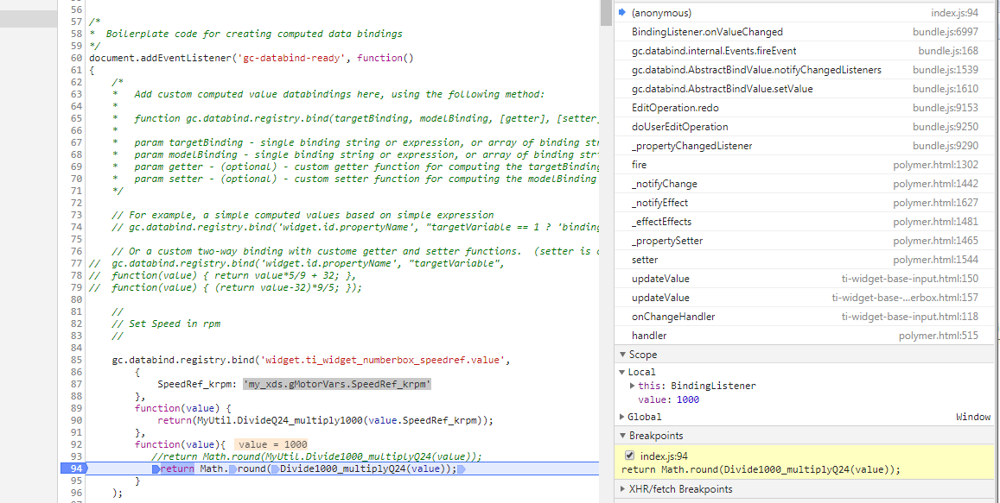 56
57 /*
58 *  Boilerplate code for creating computed data bindings
59 */
60 document.addEventListener('gc-databind-ready', function()
61 {
62     /*
63     *   Add custom computed value databindings here, using the following method:
64     *
65     *   function gc.databind.registry.bind(targetBinding, modelBinding, [getter], [setter
66     *
67     *   param targetBinding - single binding string or expression, or array of binding str
68     *   param modelBinding - single binding string or expression, or array of binding stri
69     *   param getter - (optional) - custom getter function for computing the targetBinding
70     *   param setter - (optional) - custom setter function for computing the modelBinding
71     */
72
73     // For example, a simple computed values based on simple expression
74     // gc.databind.registry.bind('widget.id.propertyName', "targetVariable == 1 ? 'bindin
75
76     // Or a custom two-way binding with custome getter and setter functions.  (setter is o
77 //  gc.databind.registry.bind('widget.id.propertyName', "targetVariable",
78 //  function(value) { return value*5/9 + 32; },
79 //  function(value) { (return value-32)*9/5; });
80
81     //
82     // Set Speed in rpm
83     //
84
85     gc.databind.registry.bind('widget.ti_widget_numberbox_speedref.value',
86         {
87             SpeedRef_krpm: 'my_xds.gMotorVars.SpeedRef_krpm'
88         },
89         function(value) {
90             return(MyUtil.DivideQ24_multiply1000(value.SpeedRef_krpm));
91         },
92         function(value){ value = 1000
93            //return Math.round(MyUtil.Divide1000_multiplyQ24(value));
94             return Math.round(Divide1000_multiplyQ24(value));
95         }
96     );
(anonymous) index.js:94
BindingListener.onValueChanged bundle.js:6997
gc.databind.internal.Events.fireEvent bundle.js:168
gc.databind.AbstractBindValue.notifyChangedListeners bundle.js:1539
gc.databind.AbstractBindValue.setValue bundle.js:1610
EditOperation.redo bundle.js:9153
doUserEditOperation bundle.js:9250
_propertyChangedListener bundle.js:9290
fire polymer.html:1302
_notifyChange polymer.html:1442
_notifyEffect polymer.html:1627
_effectEffects polymer.html:1481
_propertySetter polymer.html:1465
setter polymer.html:1544
updateValue ti-widget-base-input.html:150
updateValue ti-widget-base-…erbox.html:157
onChangeHandler ti-widget-base-input.html:118
handler polymer.html:515
Scope
Local
this: BindingListener
value: 1000
Global Window
Breakpoints
index.js:94
return Math.round(Divide1000_multiplyQ24(value));
XHR/fetch Breakpoints